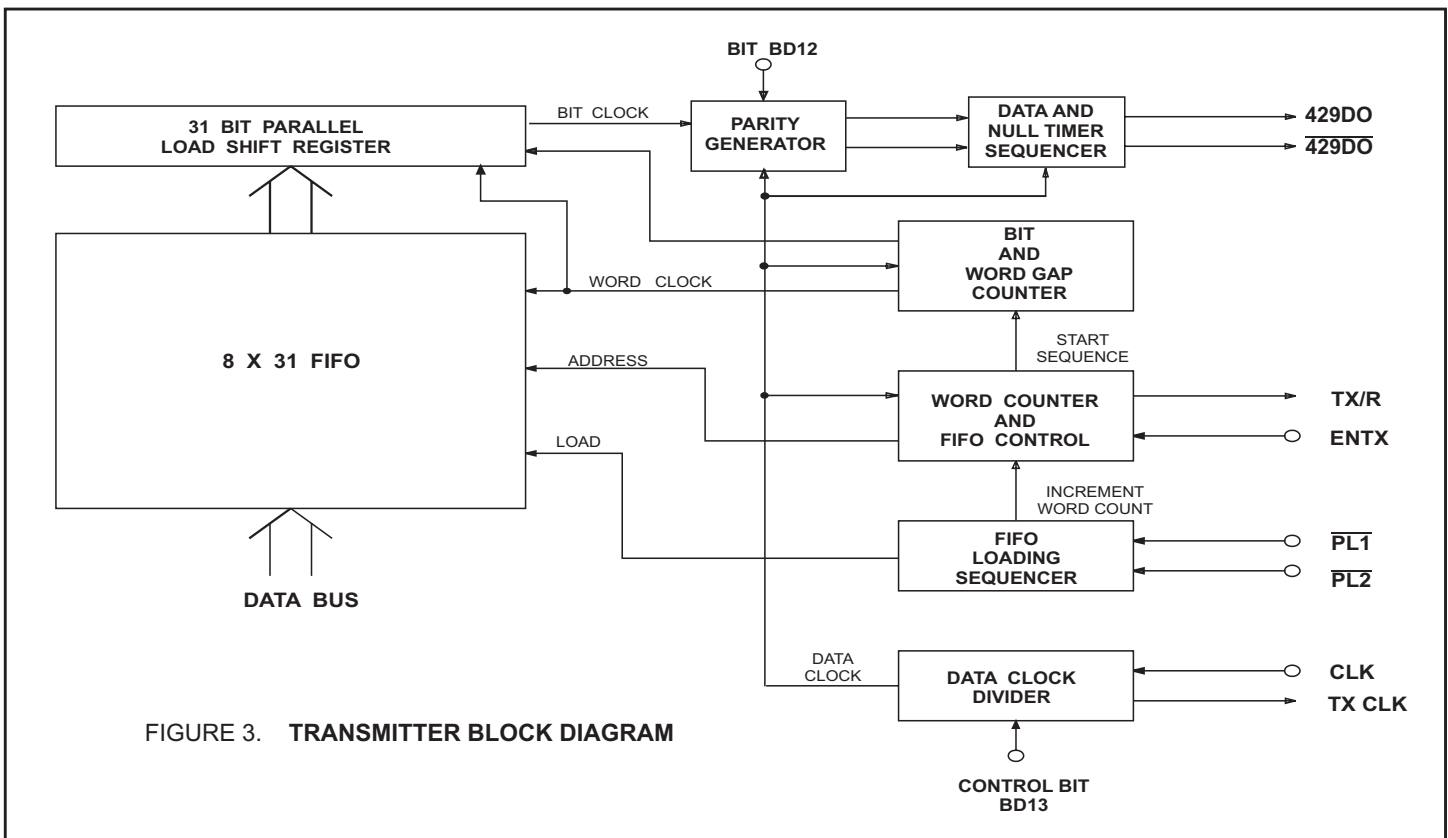 BIT BD12
31 BIT PARALLEL
LOAD SHIFT REGISTER
BIT CLOCK
PARITY
GENERATOR
DATA AND
NULL TIMER
SEQUENCER
429DO
429DO
BIT
AND
WORD GAP
COUNTER
WORD CLOCK
8 X 31 FIFO
START
SEQUENCE
ADDRESS
WORD COUNTER
AND
FIFO CONTROL
TX/R
ENTX
LOAD
INCREMENT
WORD COUNT
FIFO
LOADING
SEQUENCER
PL1
PL2
DATA BUS
DATA
CLOCK
DATA CLOCK
DIVIDER
CLK
TX CLK
FIGURE 3. TRANSMITTER BLOCK DIAGRAM
CONTROL BIT
BD13